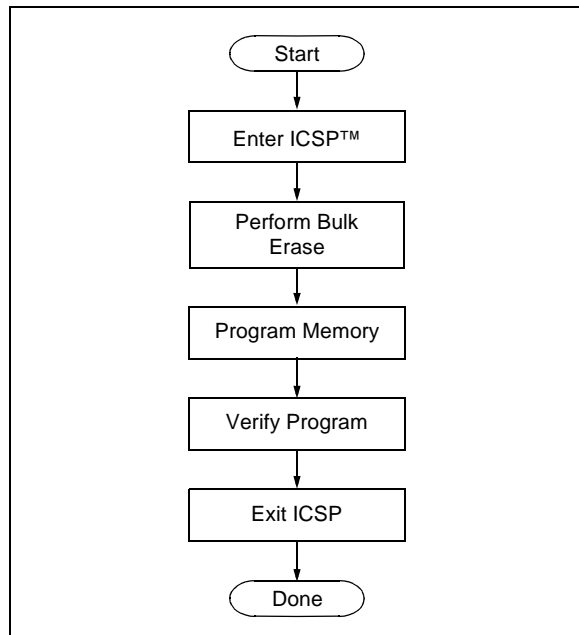 Start
Enter ICSP™
Perform Bulk
Erase
Program Memory
Verify Program
Exit ICSP
Done